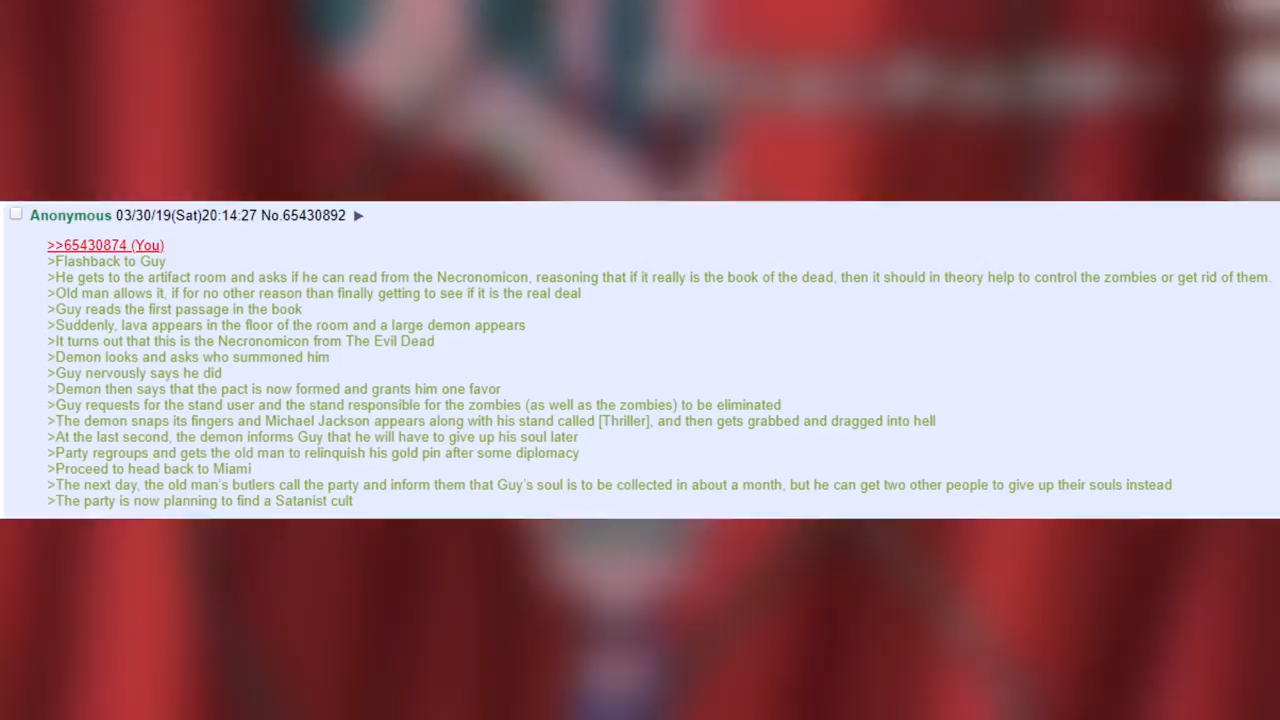 Anonymous 03/30/19(Sat)20:14:27 No.65430892 ▶
>>65430874 (You)
>Flashback to Guy
>He gets to the artifact room and asks if he can read from the Necronomicon, reasoning that if it really is the book of the dead, then it should in theory help to control the zombies or get rid of them.
>Old man allows it, if for no other reason than finally getting to see if it is the real deal
>Guy reads the first passage in the book
>Suddenly, lava appears in the floor of the room and a large demon appears
>It turns out that this is the Necronomicon from The Evil Dead
>Demon looks and asks who summoned him
>Guy nervously says he did
>Demon then says that the pact is now formed and grants him one favor
>Guy requests for the stand user and the stand responsible for the zombies (as well as the zombies) to be eliminated
>The demon snaps its fingers and Michael Jackson appears along with his stand called [Thriller], and then gets grabbed and dragged into hell
>At the last second, the demon informs Guy that he will have to give up his soul later
>Party regroups and gets the old man to relinquish his gold pin after some diplomacy
>Proceed to head back to Miami
>The next day, the old man's butlers call the party and inform them that Guy's soul is to be collected in about a month, but he can get two other people to give up their souls instead
>The party is now planning to find a Satanist cult